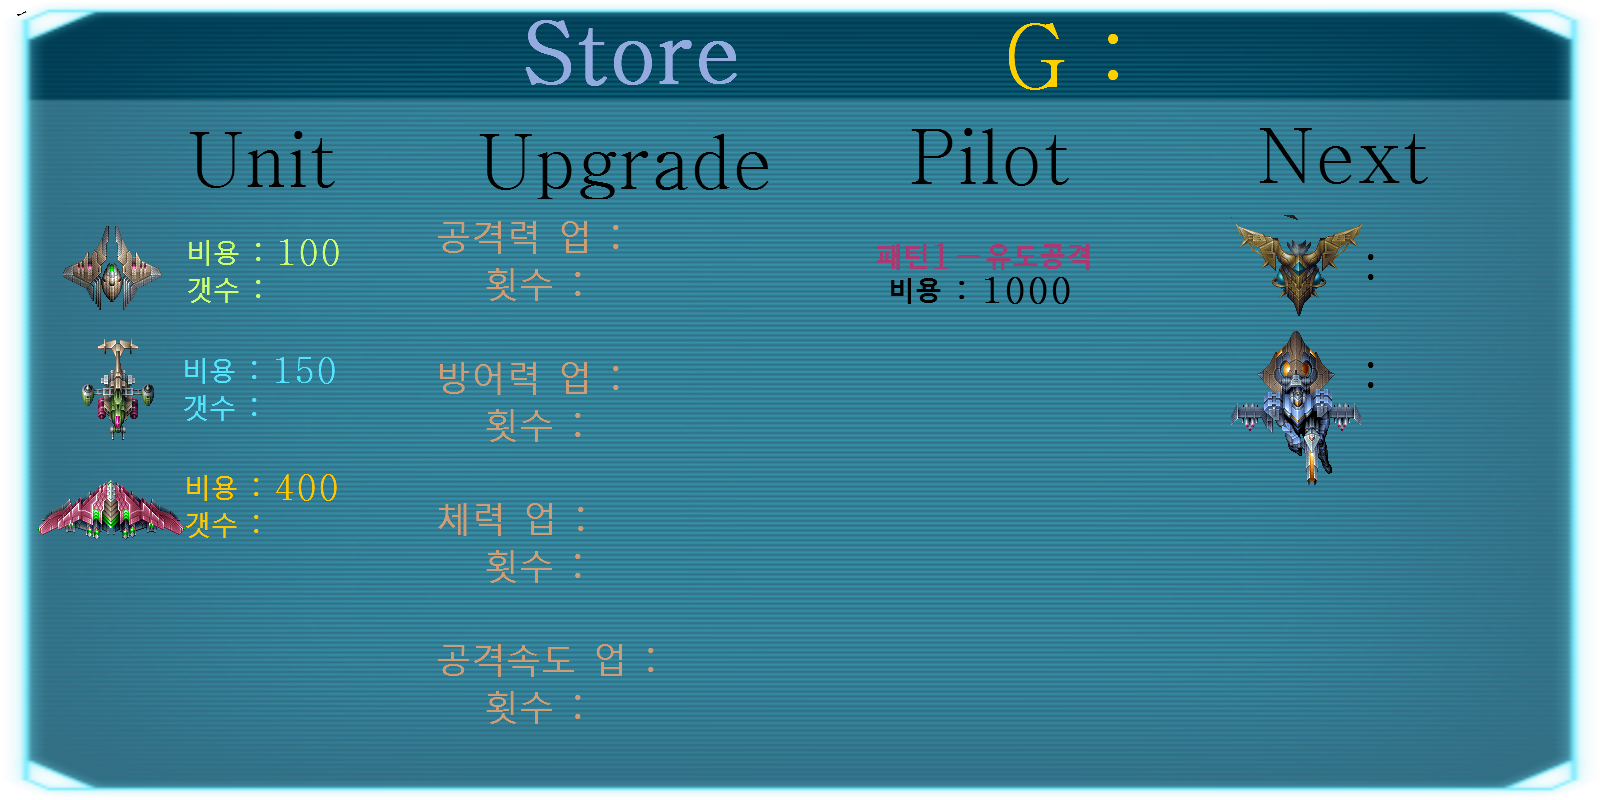 Store
G :
Unit
Upgrade
Pilot
Next
비용 : 100
갯수 :
비용 : 150
갯수 :
비용 : 400
갯수 :
공격력 업 :
횟수 :
방어력 업 :
횟수 :
체력 업 :
횟수 :
공격속도 업 :
횟수 :
패턴1-유도공격
비용 : 1000
:
: